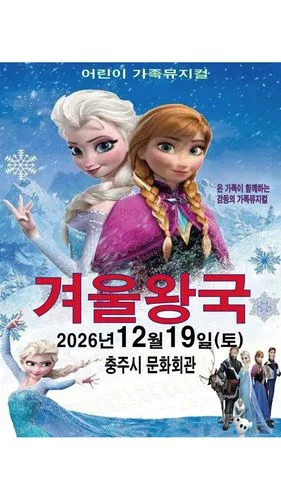 어린이 가족뮤지컬
온 가족이 함께하는
감동의 가족뮤지컬
겨울왕국
2026년12월19일(토)
충주시 문화회관